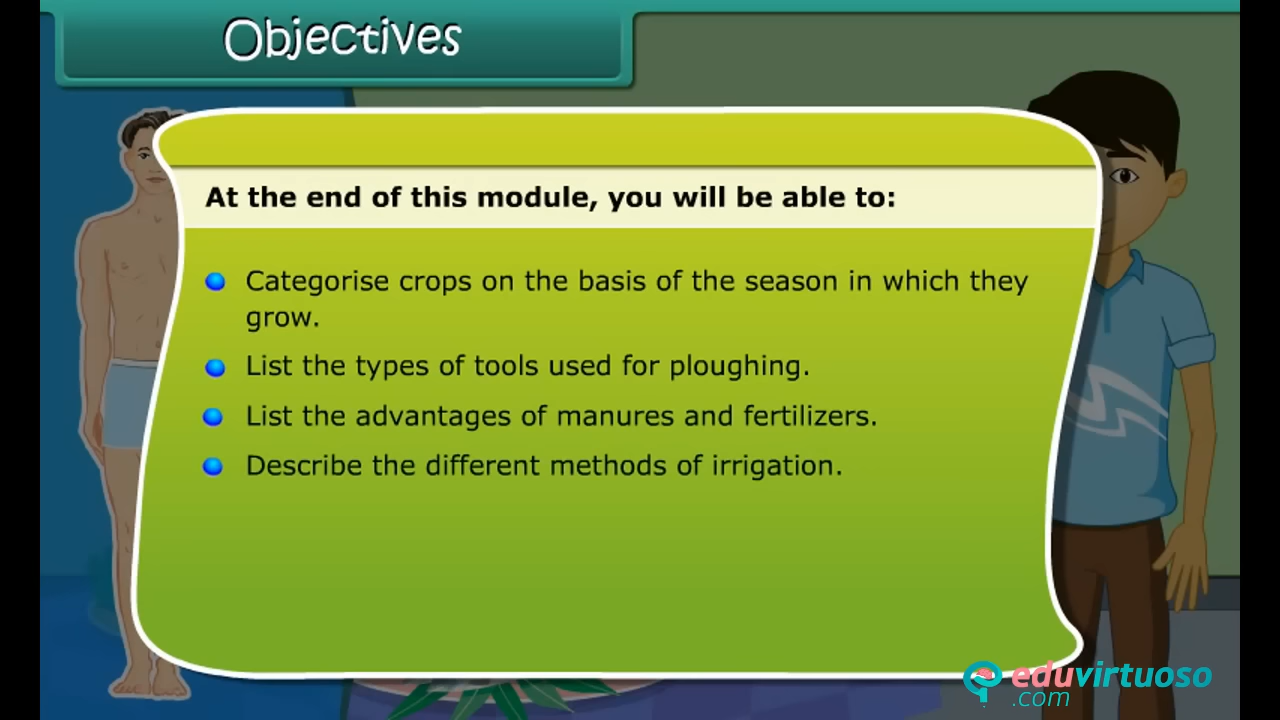 Objectives
At the end of this module, you will be able to:
Categorise crops on the basis of the season in which they
grow.
List the types of tools used for ploughing.
List the advantages of manures and fertilizers.
Describe the different methods of irrigation.
eduvirtuoso
.com